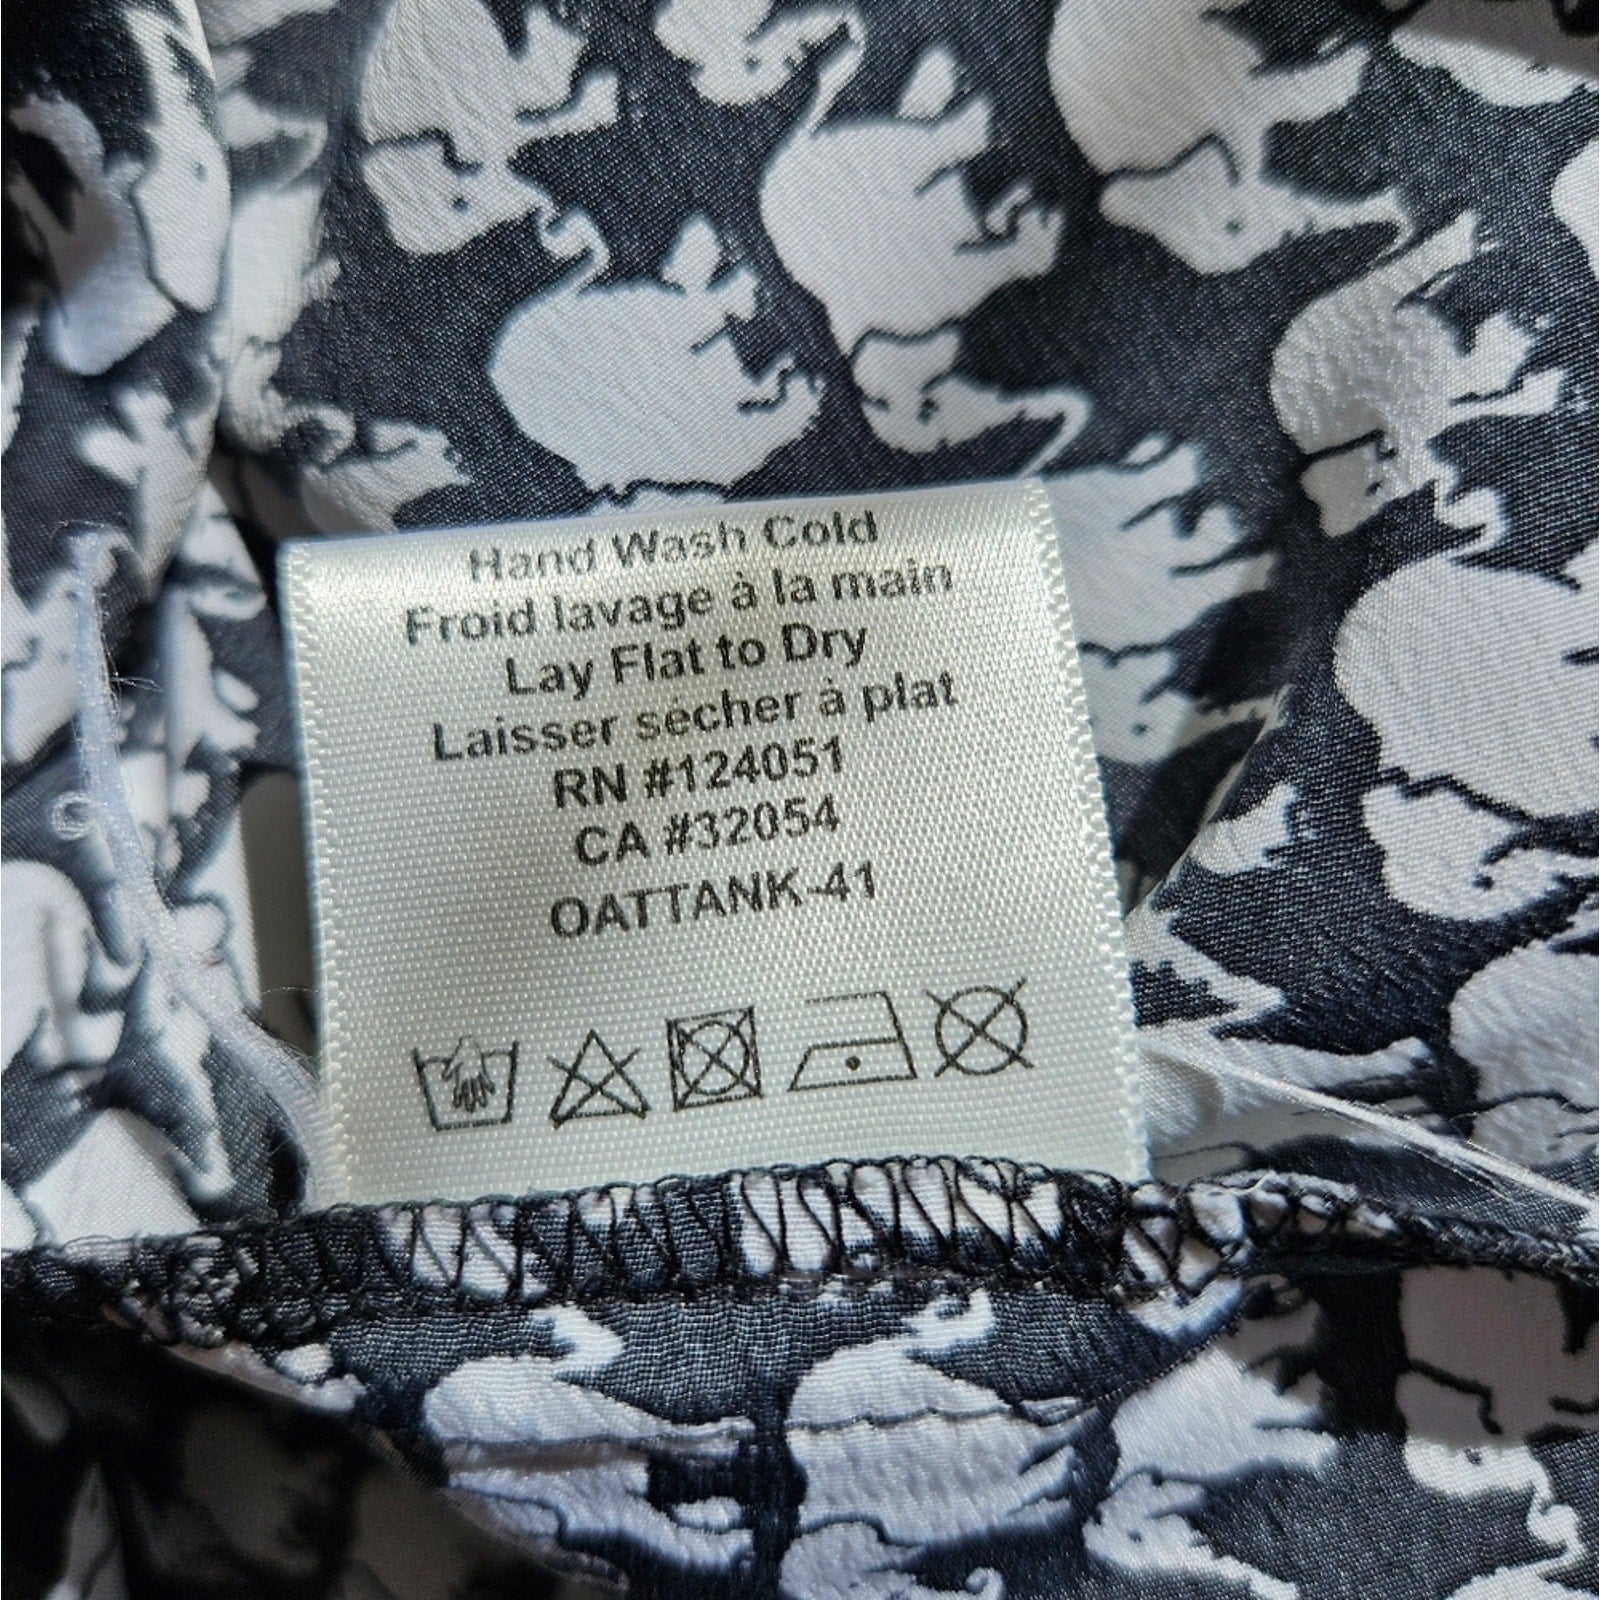 Hand Wash Cold
Froid lavage à la main
Lay Flat to Dry
Laisser sécher à plat
RN #124051
CA #32054
OATTANK-41